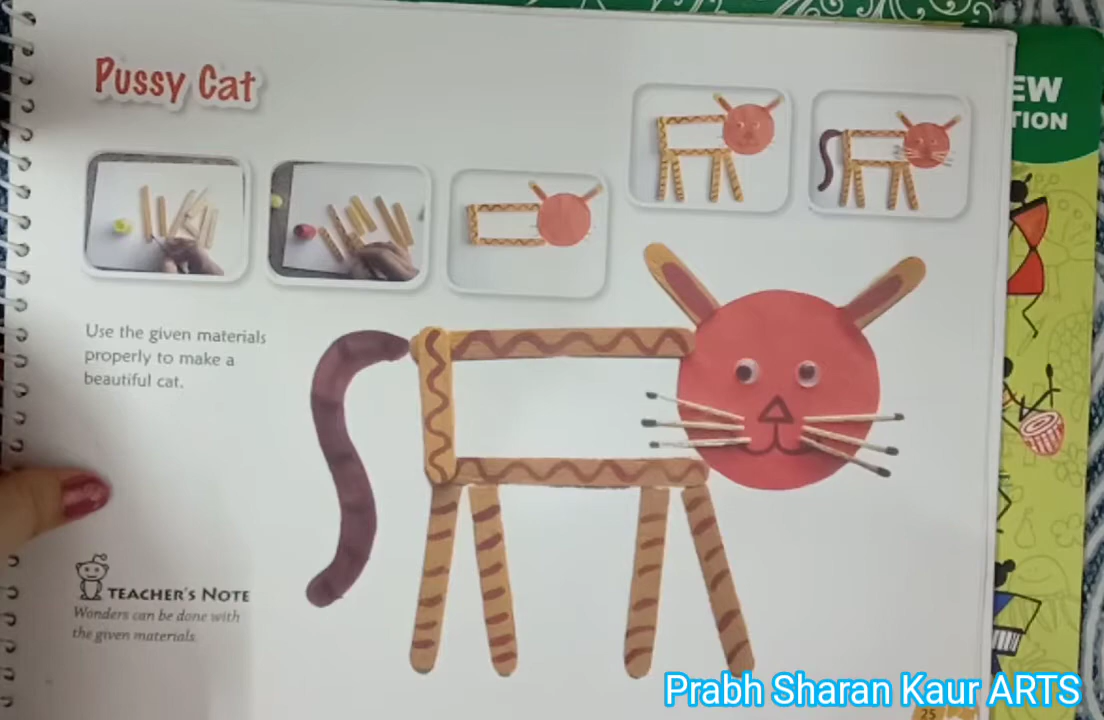 Pussy Cat
EW
TION
Use the given materials
properly to make a
beautiful cat.
TEACHER'S NOTE
Wonders can be done with
the given materials.
Prabh Sharan Kaur ARTS
25